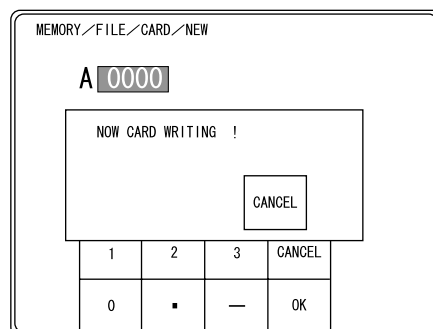 MEMORY／FILE／CARD／NEW
A 0000
NOW CARD WRITING !
CANCEL
1 2 3 CANCEL
0 ▪ — OK